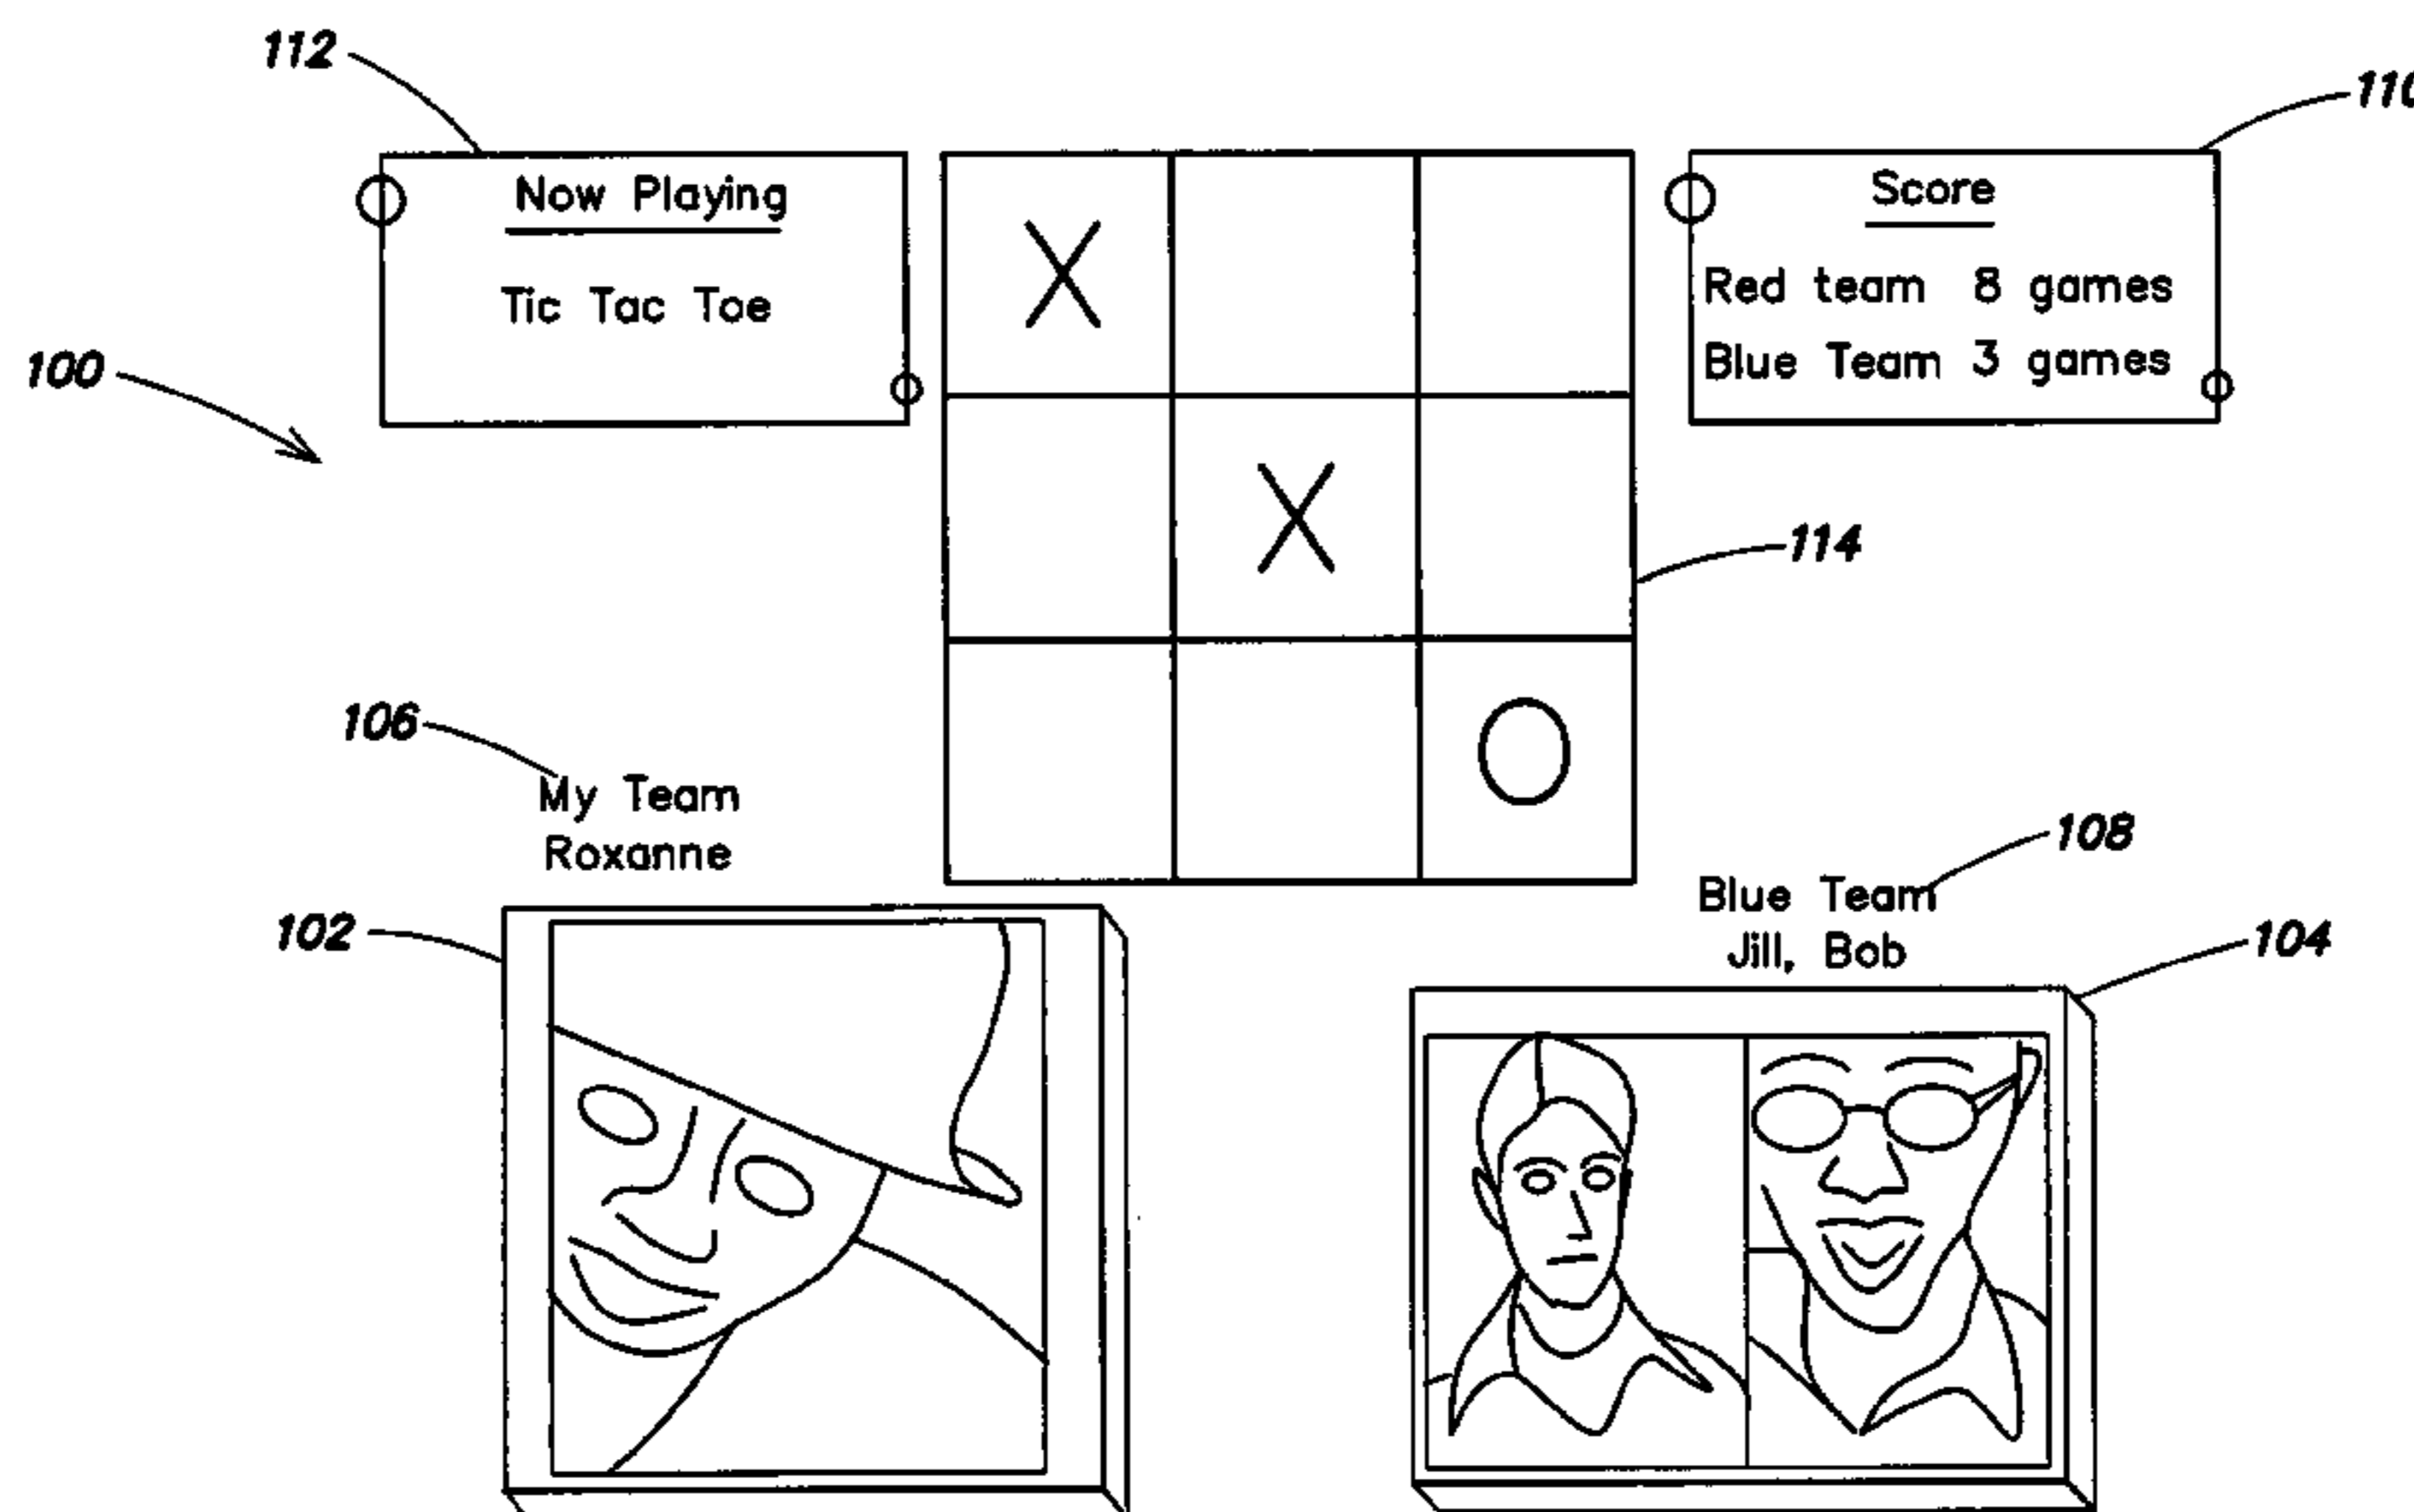 112
110
Now Playing
Tic Tac Toe
Score
Red team 8 games
Blue Team 3 games
100
X
X
114
O
106
My Team
Roxanne
108
Blue Team
Jill, Bob
102
104